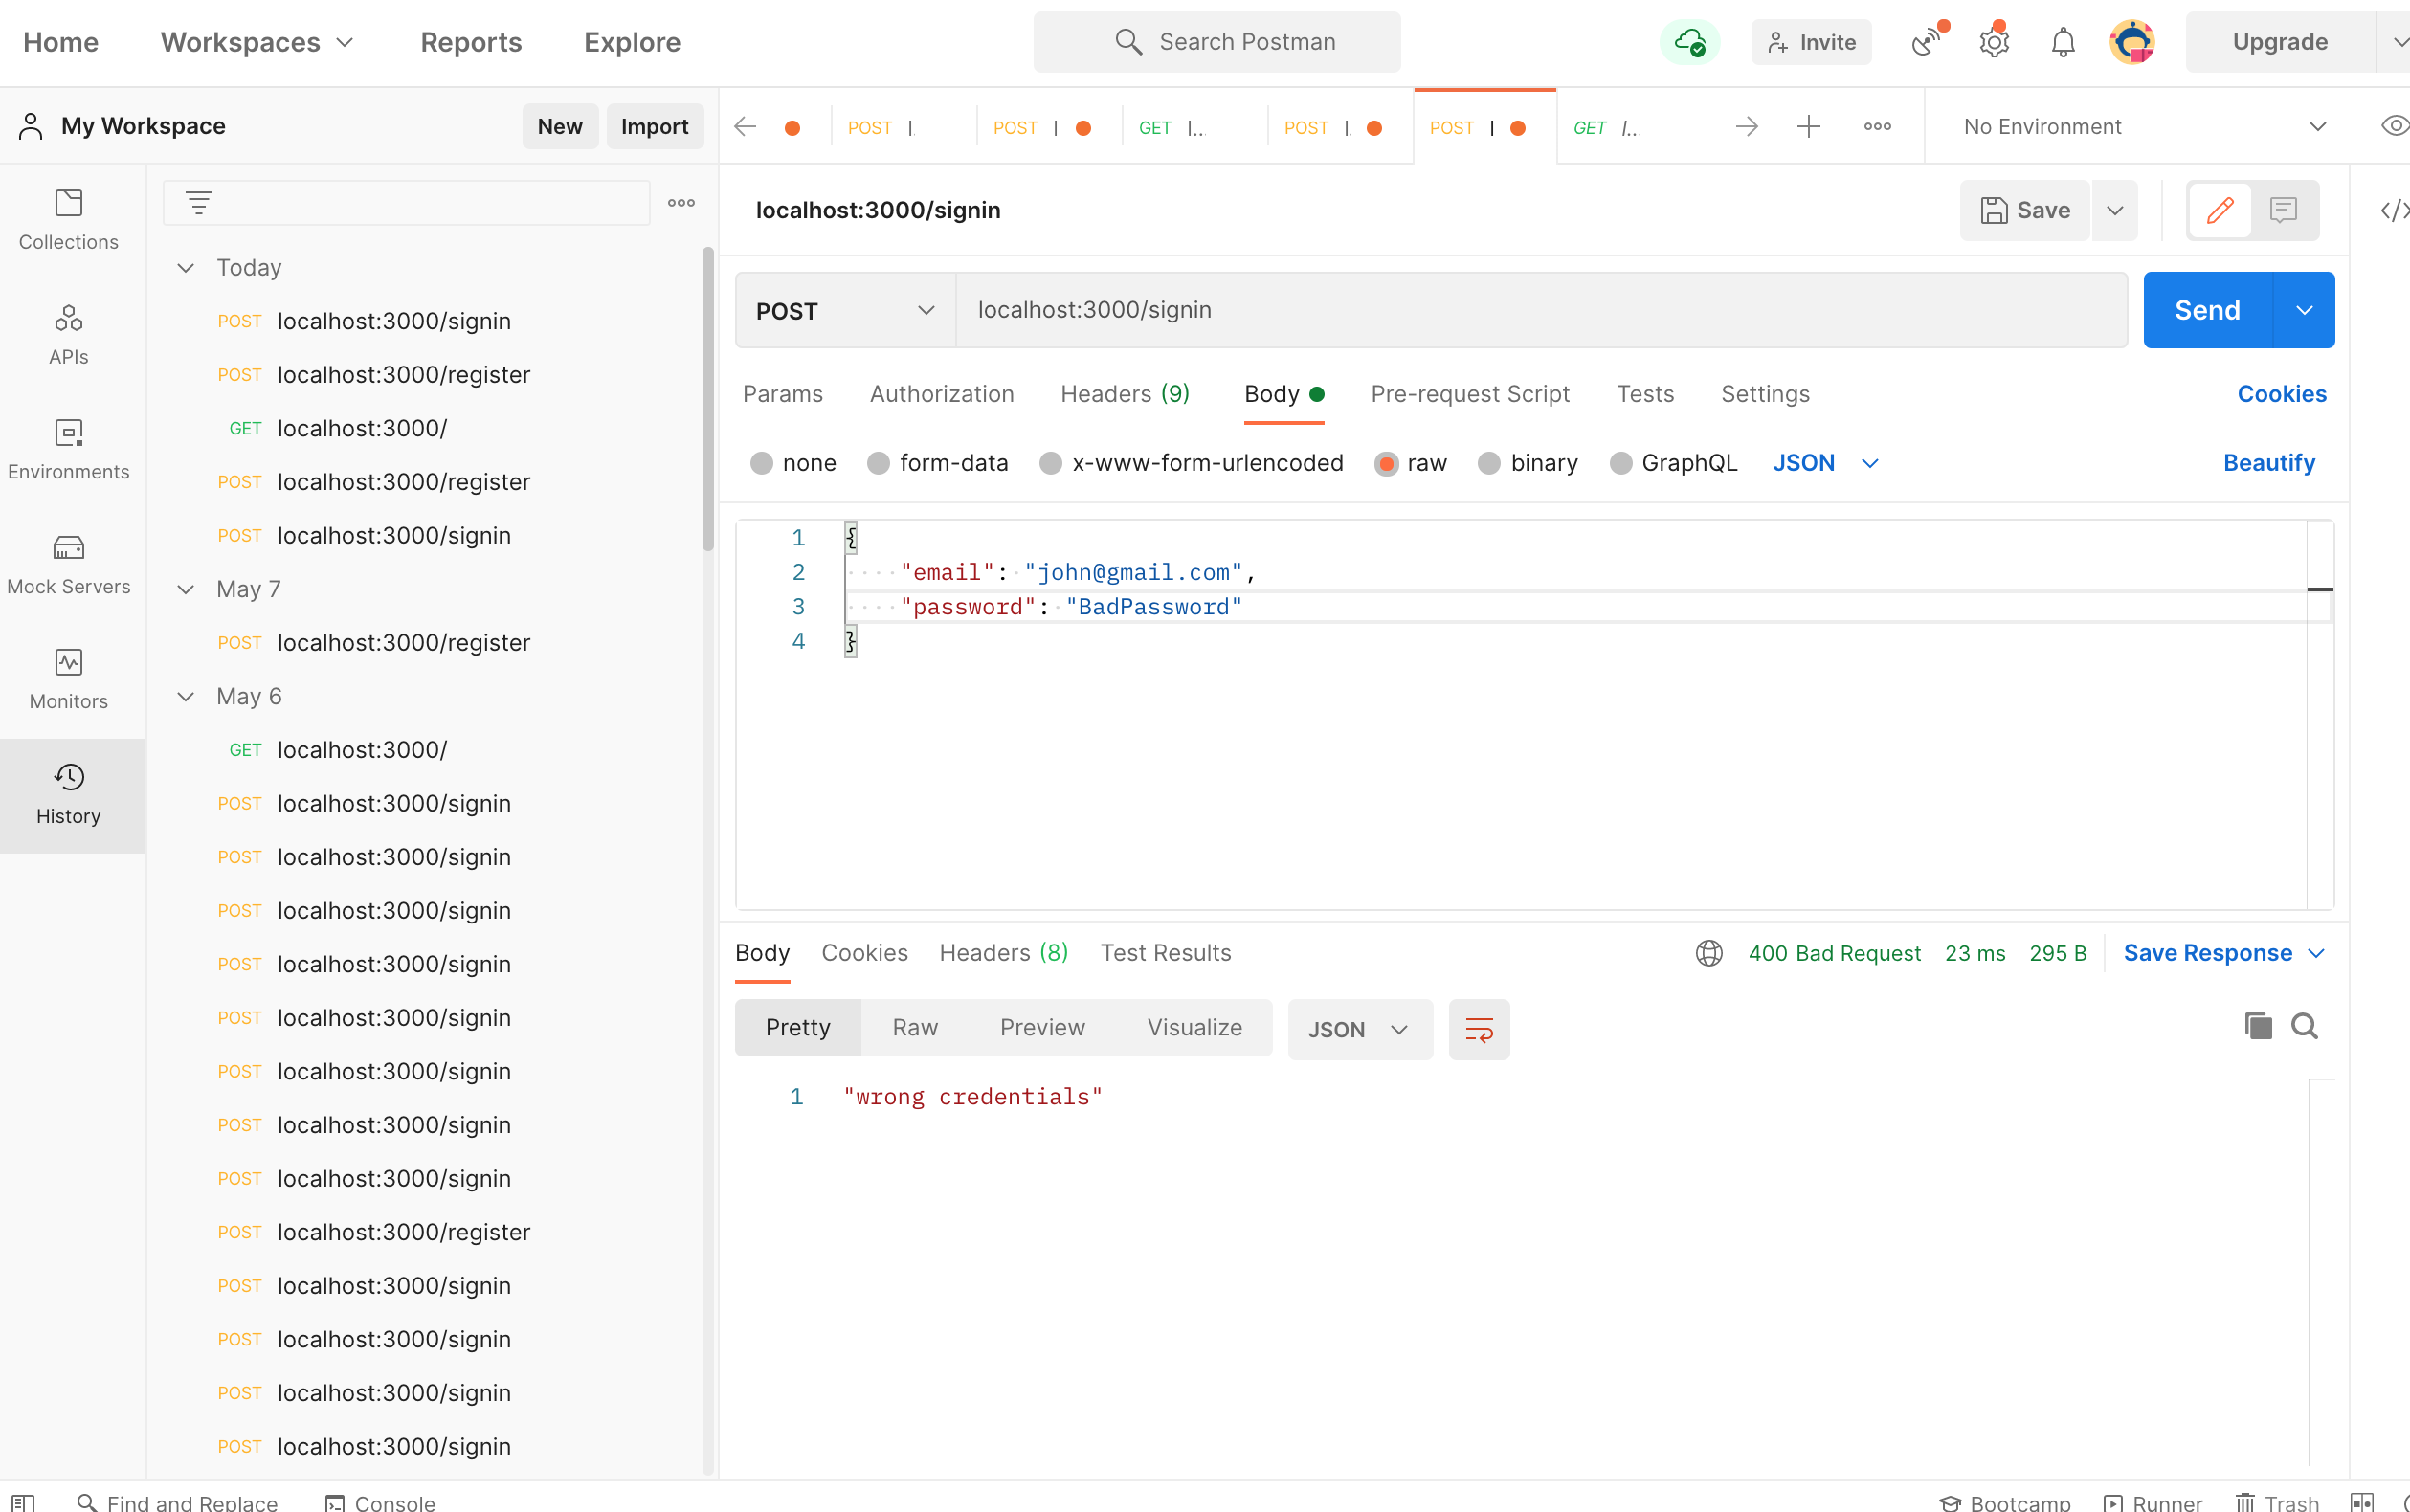 Home Workspaces Reports Explore Search Postman Invite Upgrade
My Workspace New Import POST POST GET POST POST GET No Environment
Collections
APIs
Environments
Mock Servers
Monitors
History
Today
POST localhost:3000/signin
POST localhost:3000/register
GET localhost:3000/
POST localhost:3000/register
POST localhost:3000/signin
May 7
POST localhost:3000/register
May 6
GET localhost:3000/
POST localhost:3000/signin
POST localhost:3000/signin
POST localhost:3000/signin
POST localhost:3000/signin
POST localhost:3000/signin
POST localhost:3000/signin
POST localhost:3000/signin
POST localhost:3000/signin
POST localhost:3000/register
POST localhost:3000/signin
POST localhost:3000/signin
POST localhost:3000/signin
POST localhost:3000/signin
localhost:3000/signin Save
POST localhost:3000/signin Send
Params Authorization Headers (9) Body Pre-request Script Tests Settings Cookies
none form-data x-www-form-urlencoded raw binary GraphQL JSON Beautify
1 {
2 "email": "john@gmail.com",
3 "password": "BadPassword"
4 }
Body Cookies Headers (8) Test Results 400 Bad Request 23 ms 295 B Save Response
Pretty Raw Preview Visualize JSON
1 "wrong credentials"
Find and Replace Console Bootcamp Runner Trash